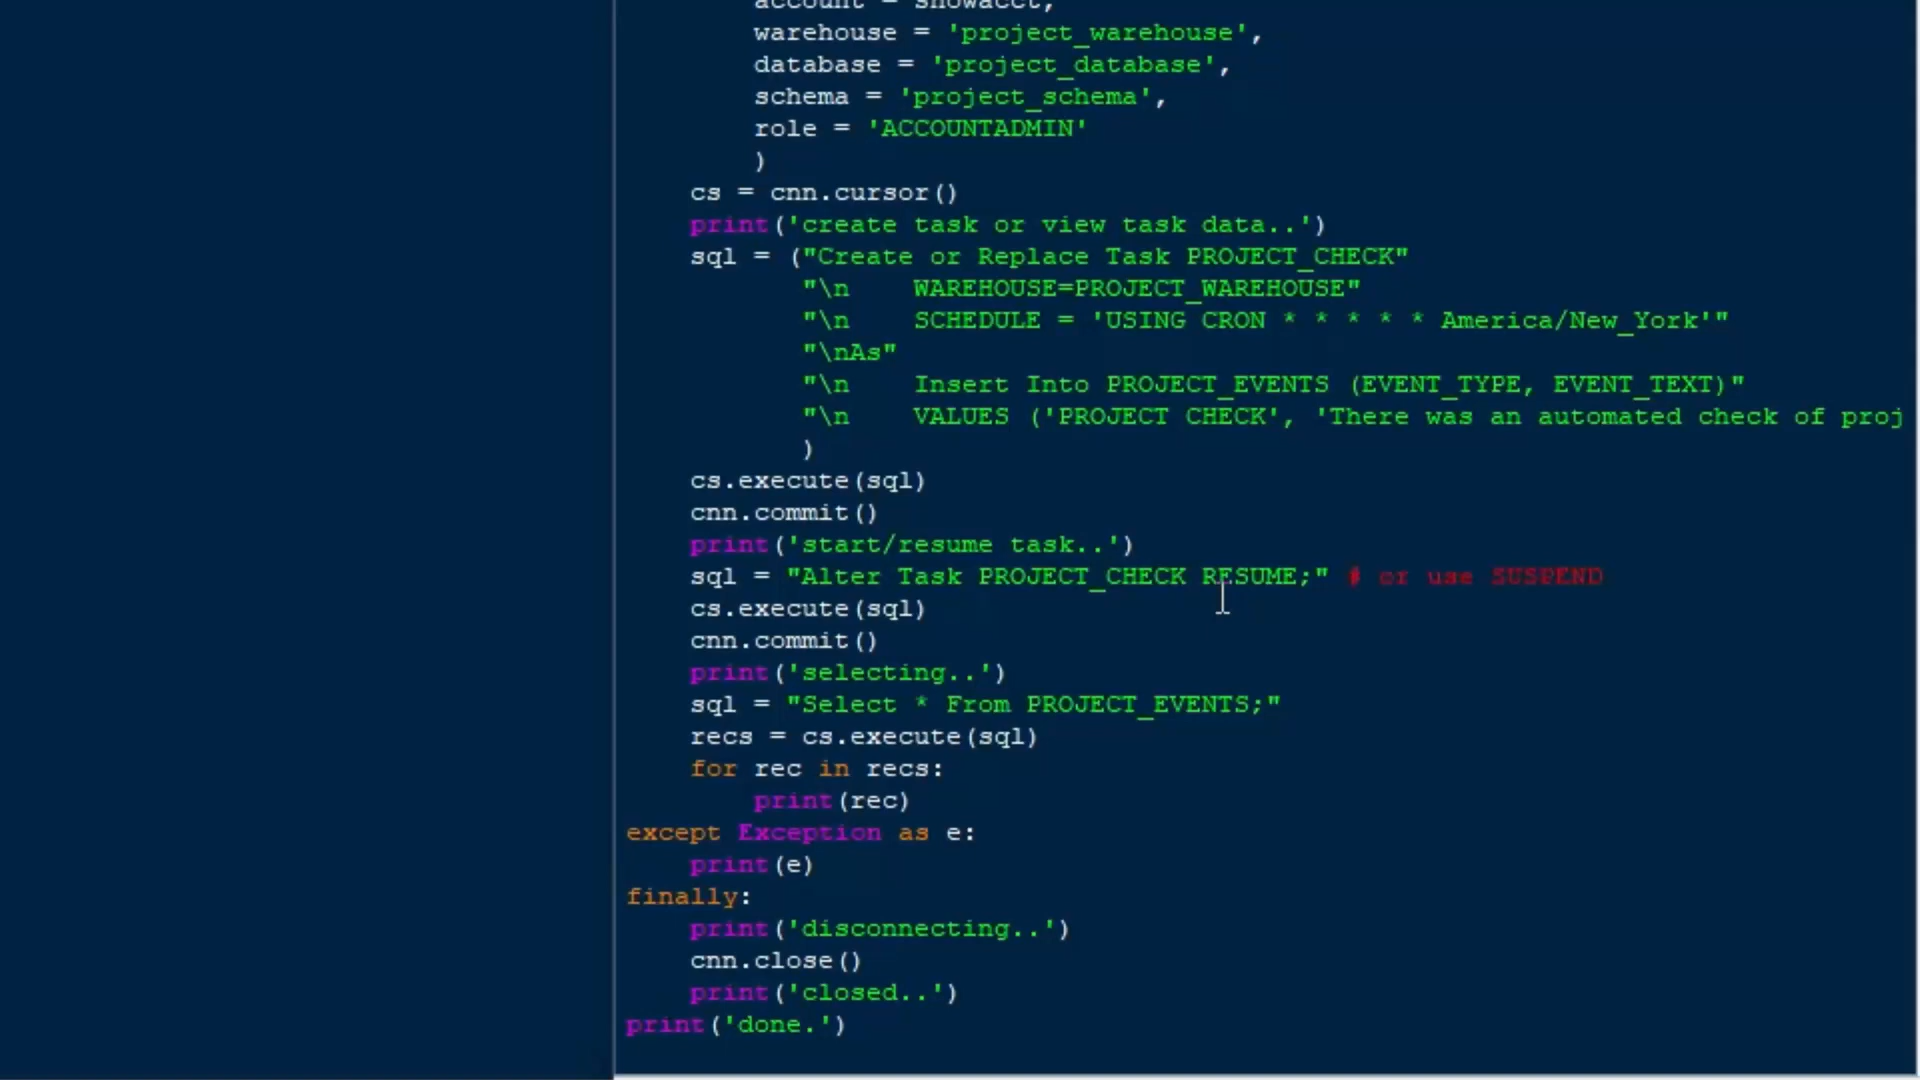 account = snowacct,
warehouse = 'project_warehouse',
database = 'project_database',
schema = 'project_schema',
role = 'ACCOUNTADMIN'
)
cs = cnn.cursor()
print('create task or view task data..')
sql = ("Create or Replace Task PROJECT_CHECK"
"\n    WAREHOUSE=PROJECT_WAREHOUSE"
"\n    SCHEDULE = 'USING CRON * * * * * America/New_York'"
"\nAs"
"\n    Insert Into PROJECT_EVENTS (EVENT_TYPE, EVENT_TEXT)"
"\n    VALUES ('PROJECT CHECK', 'There was an automated check of proj
)
cs.execute(sql)
cnn.commit()
print('start/resume task..')
sql = "Alter Task PROJECT_CHECK RESUME;" # or use SUSPEND
cs.execute(sql)
cnn.commit()
print('selecting..')
sql = "Select * From PROJECT_EVENTS;"
recs = cs.execute(sql)
for rec in recs:
print(rec)
except Exception as e:
print(e)
finally:
print('disconnecting..')
cnn.close()
print('closed..')
print('done.')